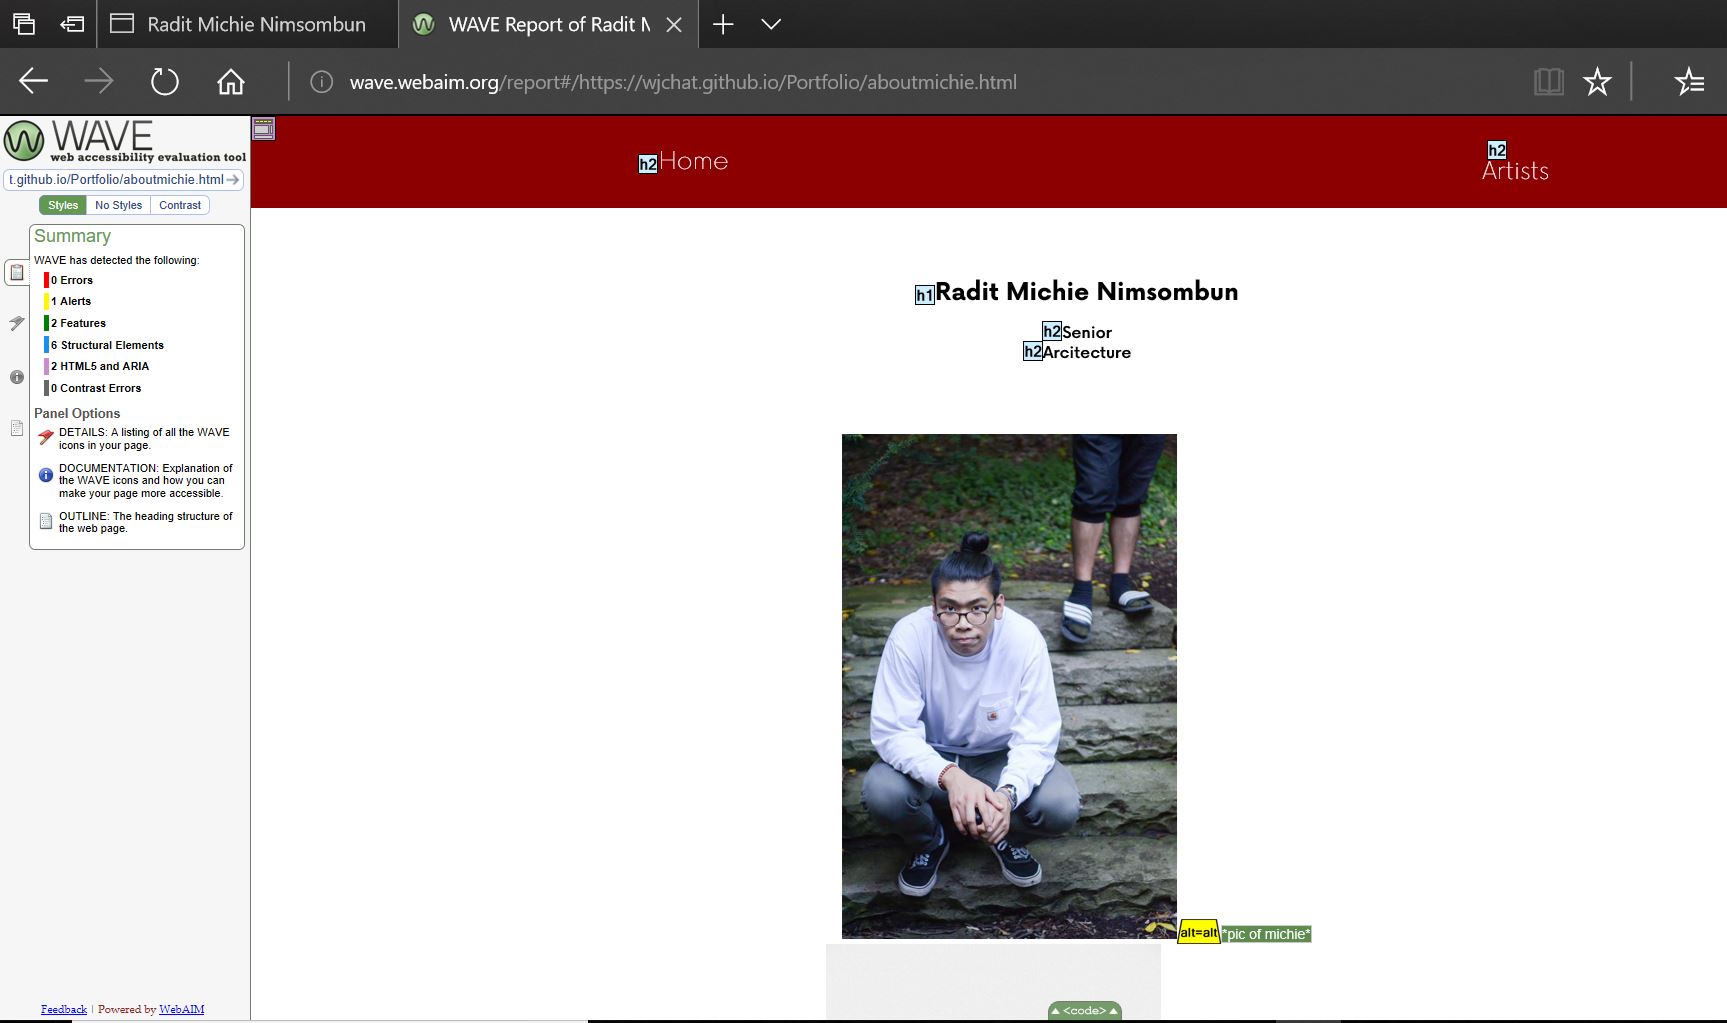 Radit Michie Nimsombun
WAVE Report of Radit M
wave.webaim.org/report#/https://wjchat.github.io/Portfolio/aboutmichie.html
WAVE
web accessibility evaluation tool
t.github.io/Portfolio/aboutmichie.html
Styles No Styles Contrast
Summary
WAVE has detected the following:
0 Errors
1 Alerts
2 Features
6 Structural Elements
2 HTML5 and ARIA
0 Contrast Errors
Panel Options
DETAILS: A listing of all the WAVE
icons in your page.
DOCUMENTATION: Explanation of
the WAVE icons and how you can
make your page more accessible.
OUTLINE: The heading structure of
the web page.
Feedback | Powered by WebAIM
h2 Home
h2
Artists
h1 Radit Michie Nimsombun
h2 Senior
h2 Arcitecture
alt=alt *pic of michie*
<code>